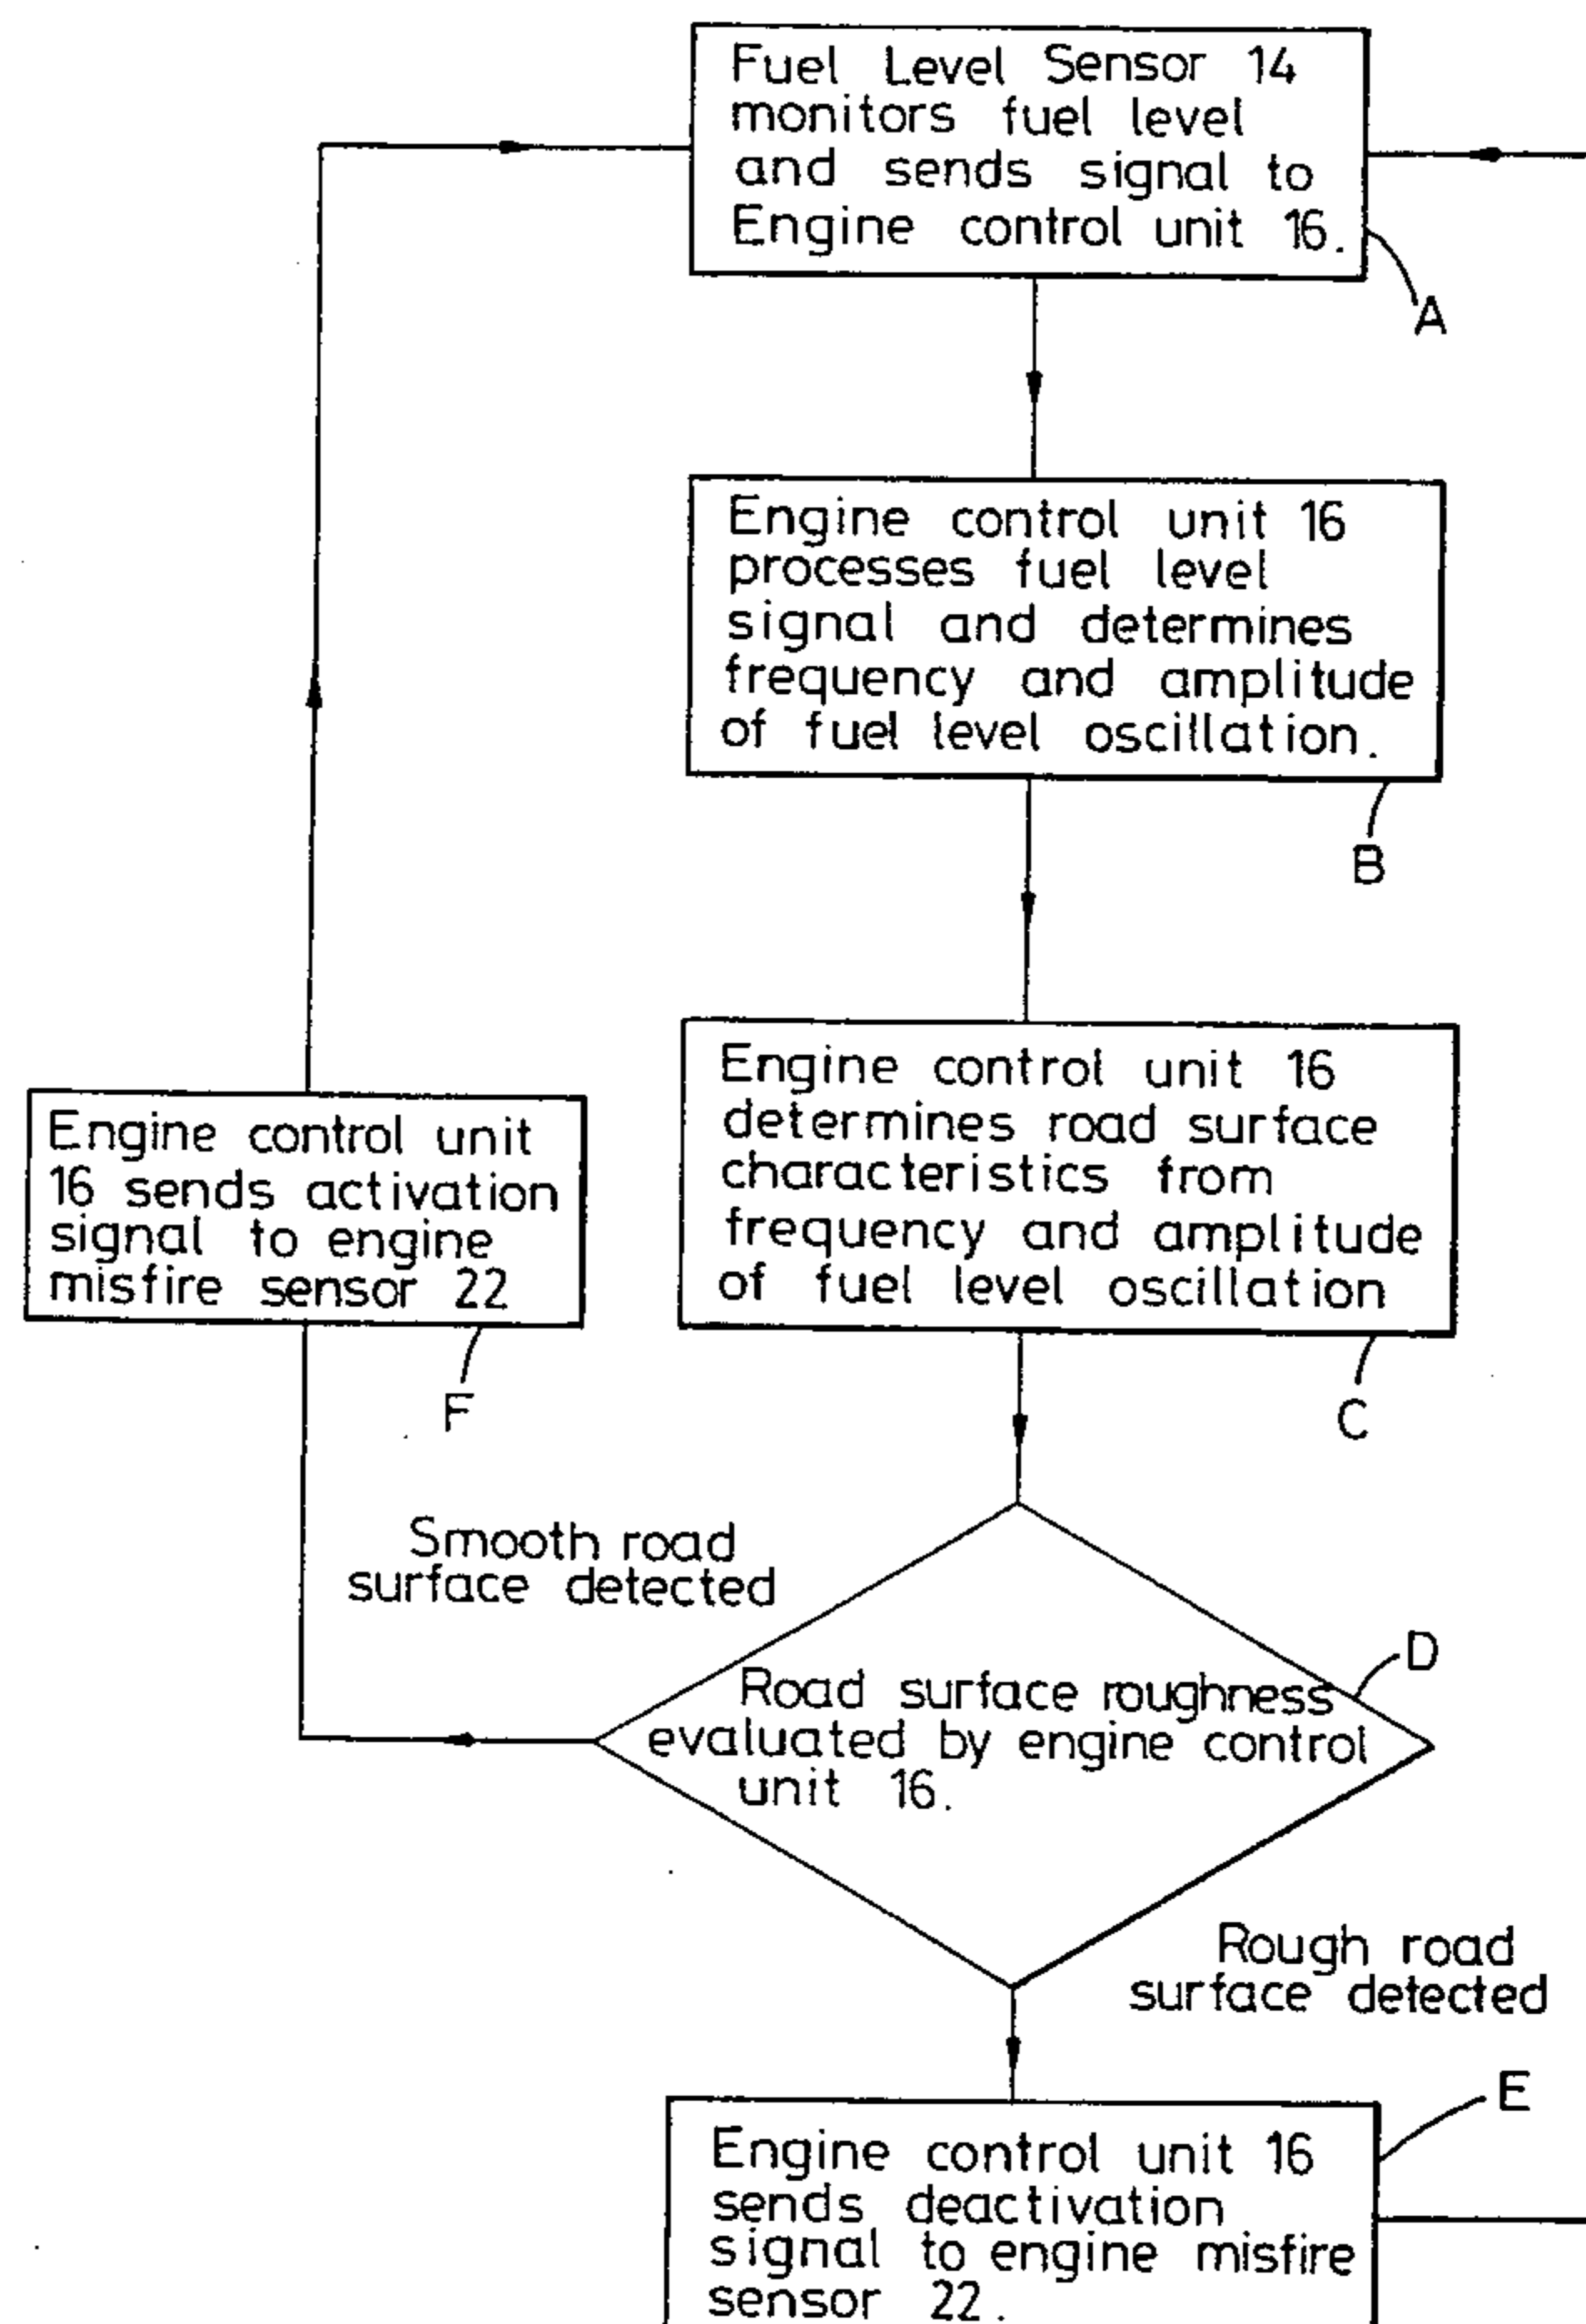 Fuel Level Sensor 14
monitors fuel level
and sends signal to
Engine control unit 16.
A
Engine control unit 16
processes fuel level
signal and determines
frequency and amplitude
of fuel level oscillation.
B
Engine control unit 16
determines road surface
characteristics from
frequency and amplitude
of fuel level oscillation
C
Engine control unit
16 sends activation
signal to engine
misfire sensor 22
F
Smooth road
surface detected
D
Road surface roughness
evaluated by engine control
unit 16.
Rough road
surface detected
E
Engine control unit 16
sends deactivation
signal to engine misfire
sensor 22.